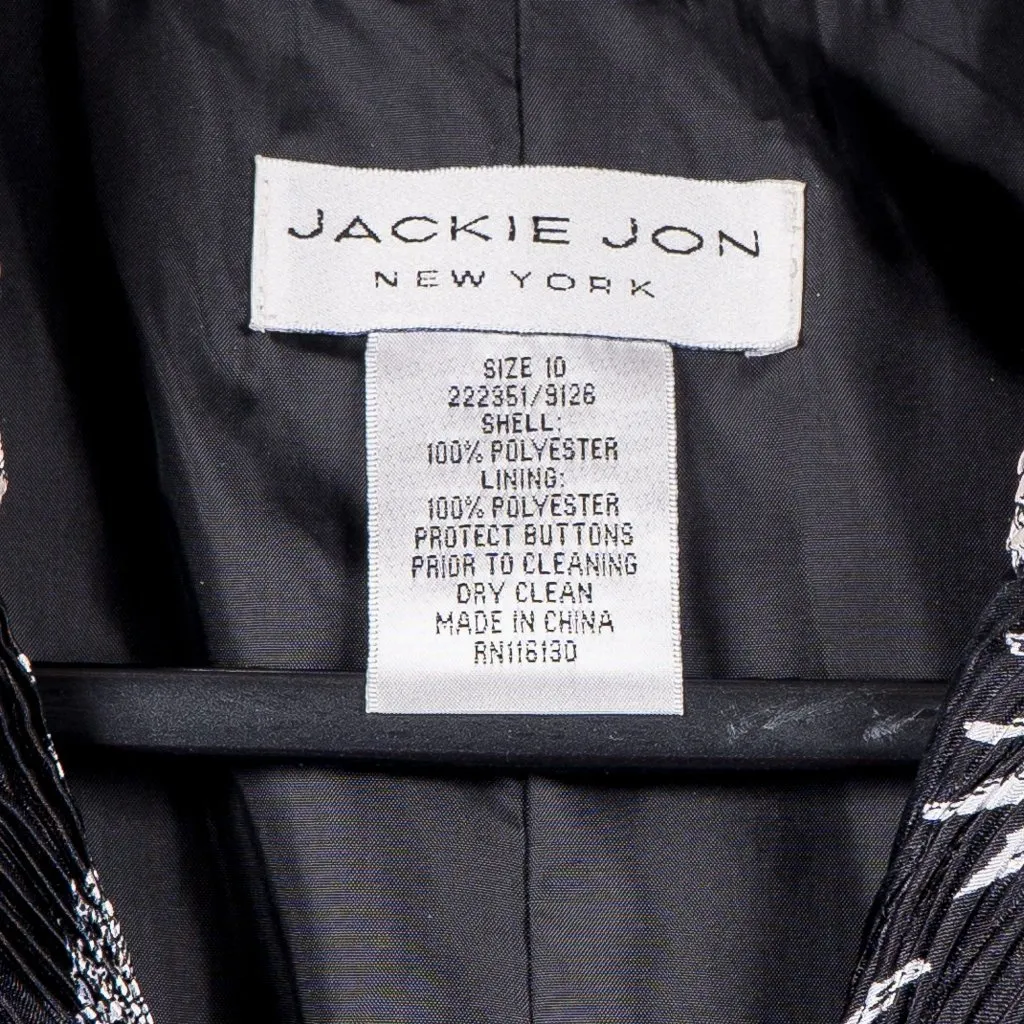 JACKIE JON
NEW YORK
SIZE 10
222351/9126
SHELL:
100% POLYESTER
LINING:
100% POLYESTER
PROTECT BUTTONS
PRIOR TO CLEANING
DRY CLEAN
MADE IN CHINA
RN116130